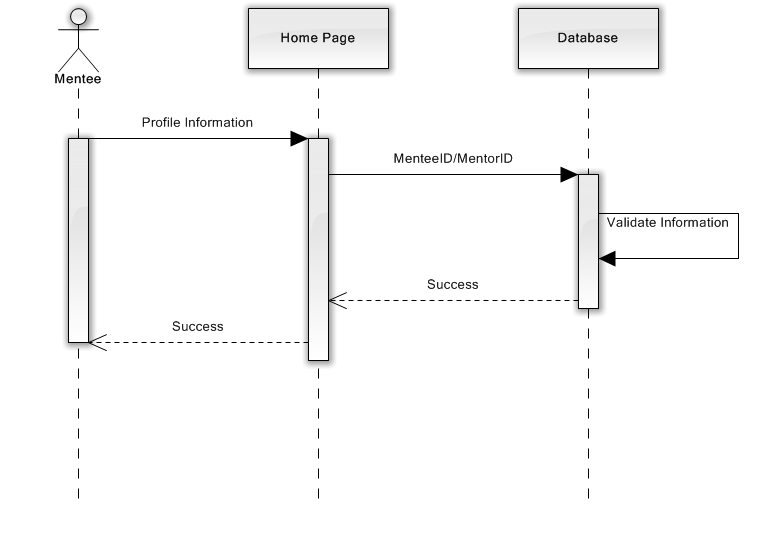 Mentee
Home Page
Database
Profile Information
MenteeID/MentorID
Validate Information
Success
Success